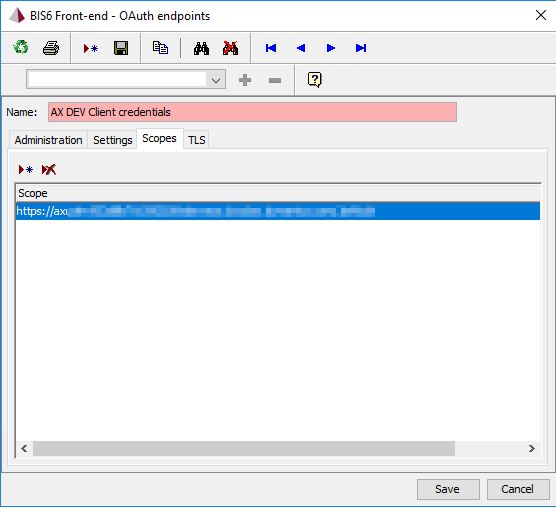 BIS6 Front-end - OAuth endpoints
Name: AX DEV Client credentials
Administration Settings Scopes TLS
Scope
https://axu
Save Cancel